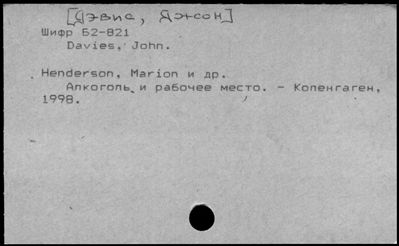 [Дэвис, Джон]
Шифр Б2-821
Davies, John.
Henderson, Marion и др.
Алкоголь и рабочее место. - Копенгаген,
1998.